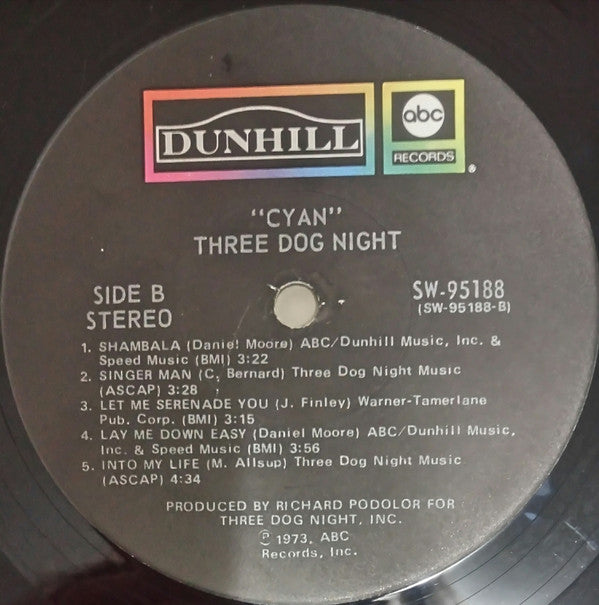 DUNHILL
abc
RECORDS
®
"CYAN"
THREE DOG NIGHT
SIDE B
STEREO
SW-95188
(SW-95188-B)
1. SHAMBALA (Daniel Moore) ABC/Dunhill Music, Inc. &
Speed Music (BMI) 3:22
2. SINGER MAN (C. Bernard) Three Dog Night Music
(ASCAP) 3:28
3. LET ME SERENADE YOU (J. Finley) Warner-Tamerlane
Pub. Corp. (BMI) 3:15
4. LAY ME DOWN EASY (Daniel Moore) ABC/Dunhill Music,
Inc. & Speed Music (BMI) 3:56
5. INTO MY LIFE (M. Allsup) Three Dog Night Music
(ASCAP) 4:34
PRODUCED BY RICHARD PODOLOR FOR
THREE DOG NIGHT, INC.
℗ 1973, ABC
Records, Inc.